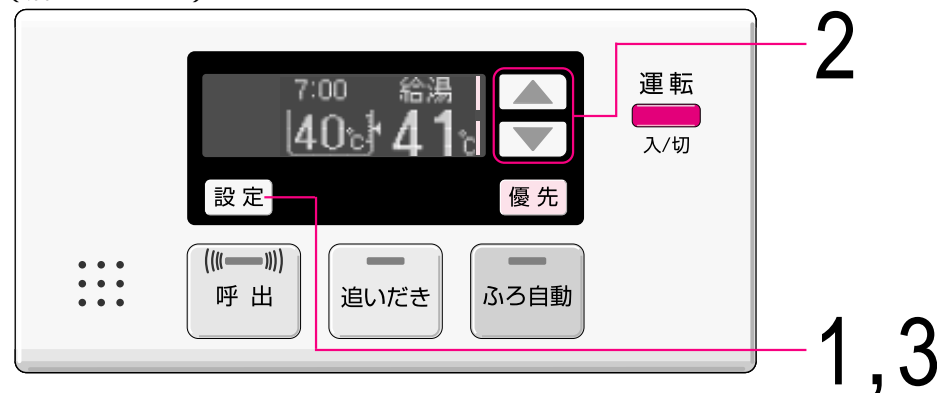 2
運転
入/切
7:00 給湯
40℃ 41℃
設定
優先
呼出
追いだき
ふろ自動
1,3